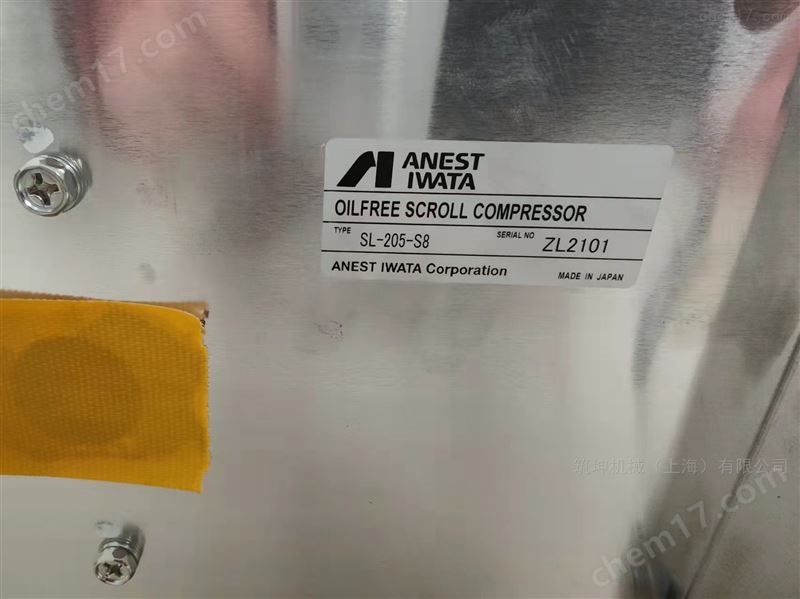 chem17.com
ANEST
IWATA
OILFREE SCROLL COMPRESSOR
TYPE SL-205-S8 SERIAL NO ZL2101
ANEST IWATA Corporation MADE IN JAPAN
筑坤机械（上海）有限公司
chem17.com